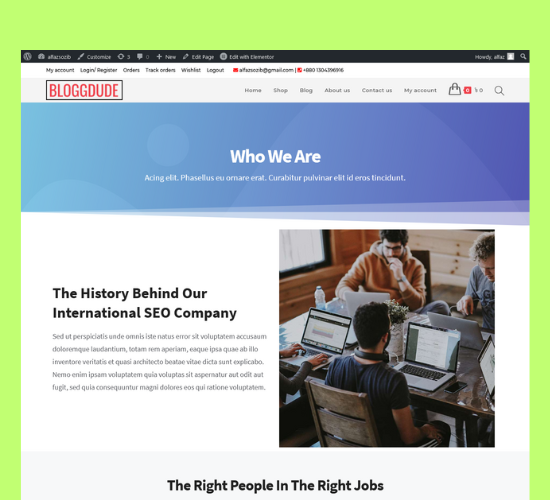 alfazsozib Customize 3 0 New Edit Page Edit with Elementor Howdy, alfaz
My account Login/ Register Orders Track orders Wishlist Logout alfazsozib@gmail.com | +880 1304396916
BLOGGDUDE Home Shop Blog About us Contact us My account 0 ৳ 0
Who We Are
Acing elit. Phasellus eu ornare erat. Curabitur pulvinar elit id eros tincidunt.
The History Behind Our
International SEO Company
Sed ut perspiciatis unde omnis iste natus error sit voluptatem accusaum
doloremque laudantium, totam rem aperiam, eaque ipsa quae ab illo
inventore veritatis et quasi architecto beatae vitae dicta sunt explicabo.
Nemo enim ipsam voluptatem quia voluptas sit aspernatur aut odit aut
fugit, sed quia consequuntur magni dolores eos qui ratione voluptatem.
The Right People In The Right Jobs